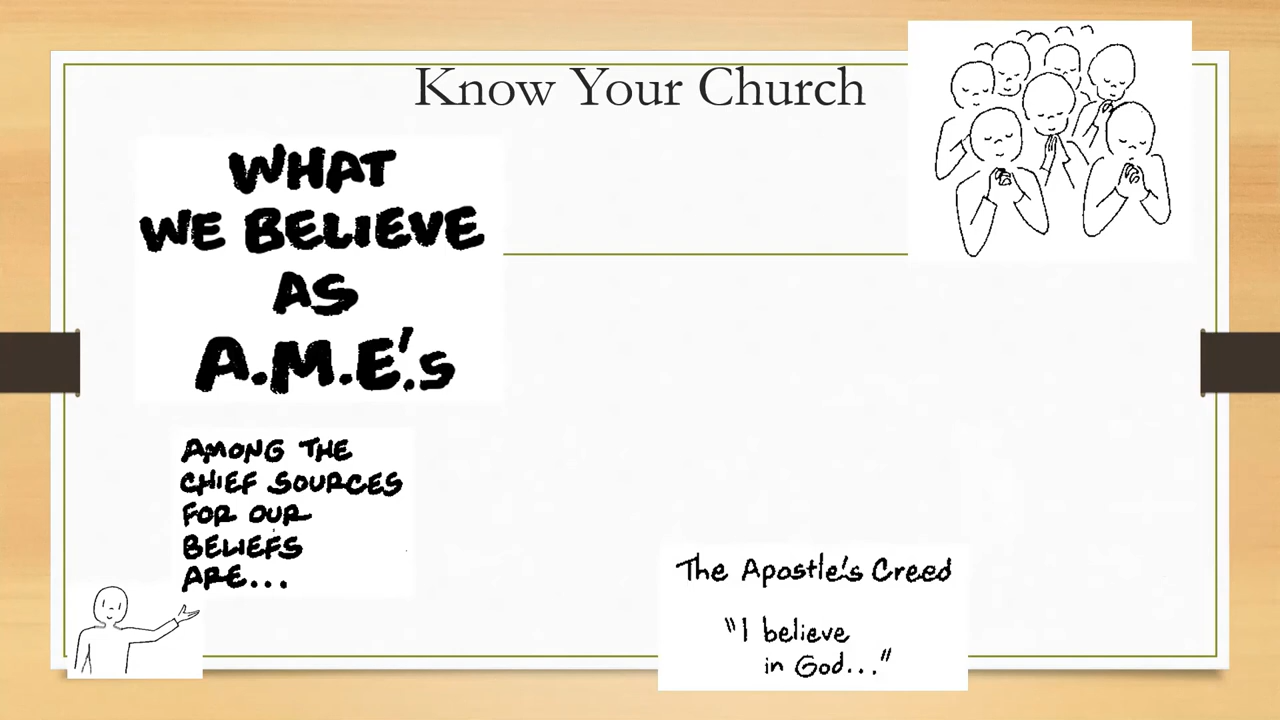 Know Your Church
WHAT
WE BELIEVE
AS
A.M.E.'s
AMONG THE
CHIEF SOURCES
FOR OUR
BELIEFS
ARE...
The Apostle's Creed
"I believe
in God..."